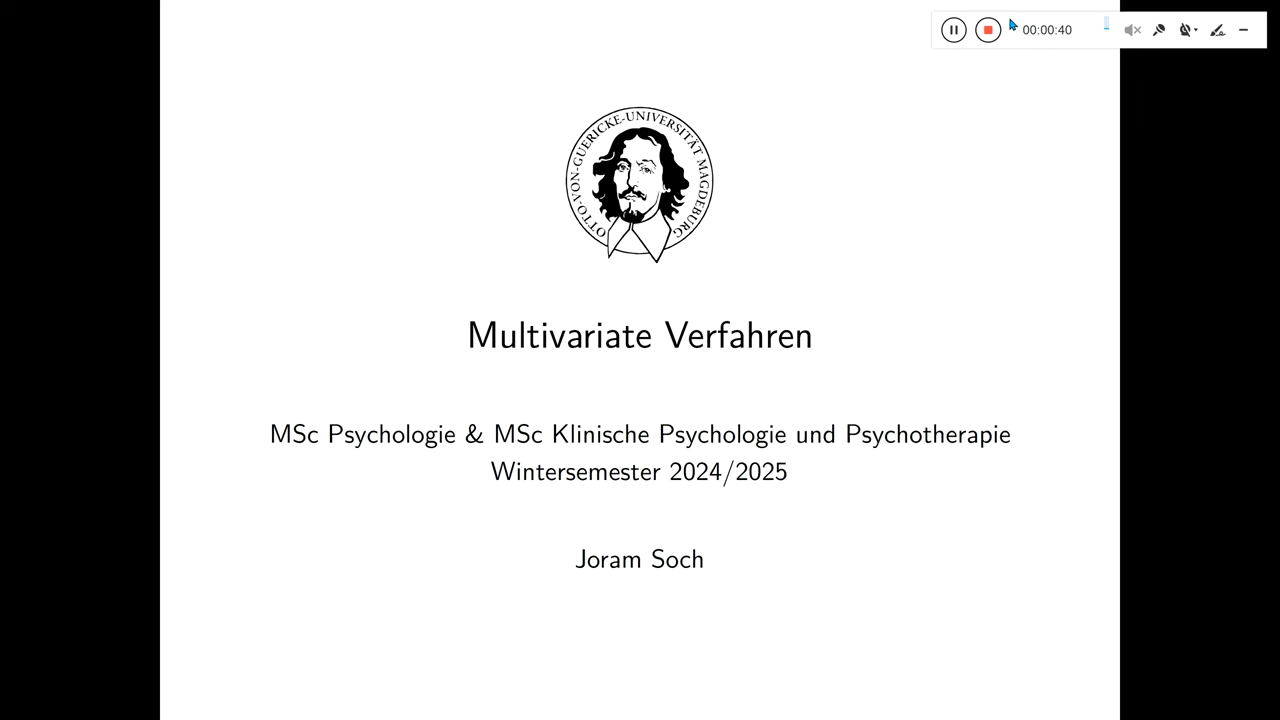 00:00:40
OTTO-VON-GUERICKE-UNIVERSITÄT MAGDEBURG
Multivariate Verfahren
MSc Psychologie & MSc Klinische Psychologie und Psychotherapie
Wintersemester 2024/2025
Joram Soch